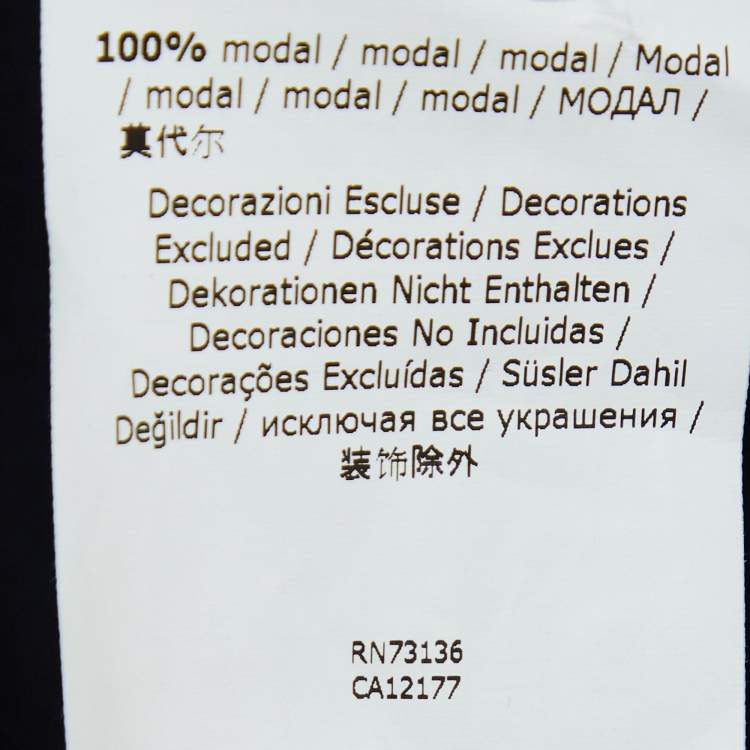 100% modal / modal / modal / Modal
/ modal / modal / modal / МОДАЛ /
莫代尔
Decorazioni Escluse / Decorations
Excluded / Décorations Exclues /
Dekorationen Nicht Enthalten /
Decoraciones No Incluidas /
Decorações Excluídas / Süsler Dahil
Değildir / исключая все украшения /
装饰除外
RN73136
CA12177